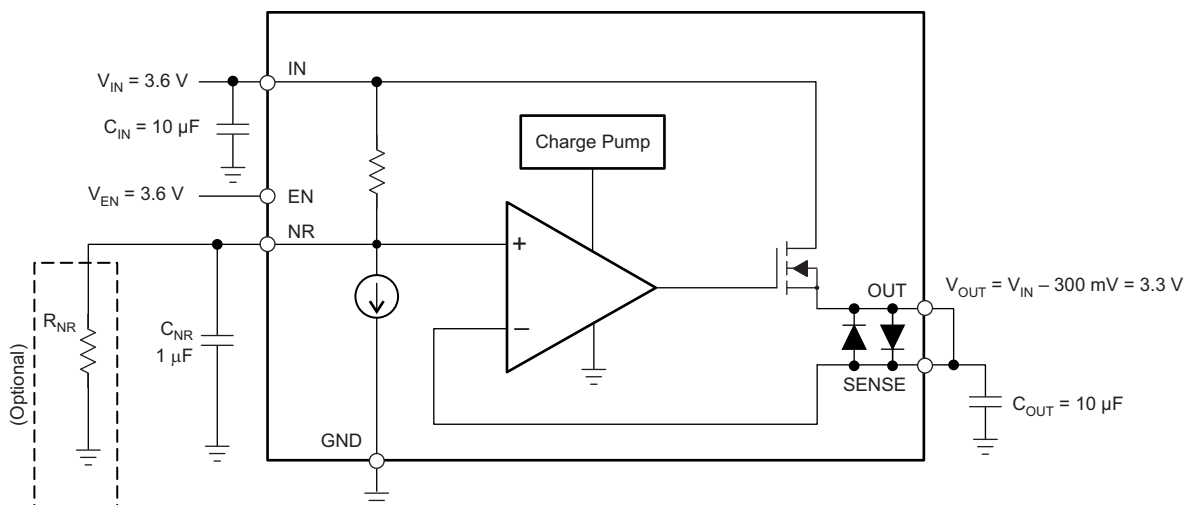 IN
V_IN = 3.6 V
C_IN = 10 µF
Charge Pump
V_EN = 3.6 V
EN
NR
+
V_OUT = V_IN – 300 mV = 3.3 V
OUT
R_NR
C_NR
1 µF
−
(Optional)
SENSE
C_OUT = 10 µF
GND